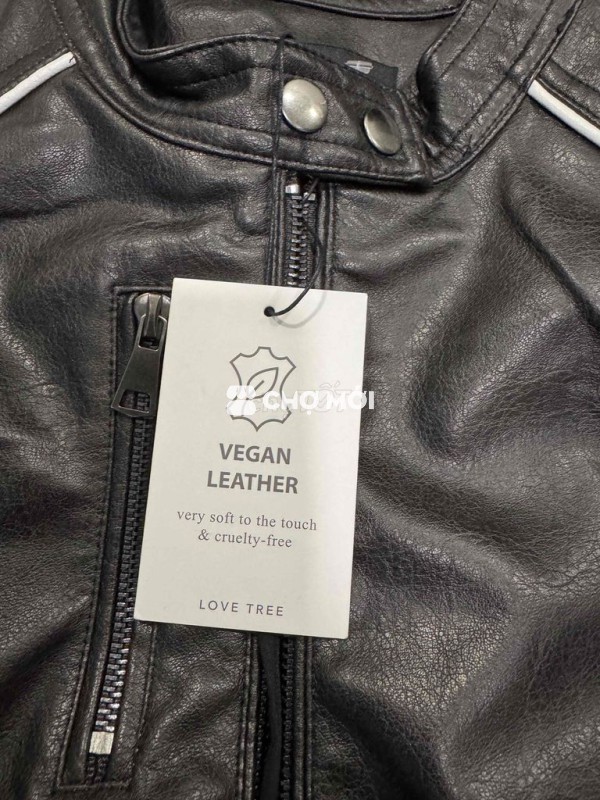 CHỢ MỚI
VEGAN
LEATHER
very soft to the touch
& cruelty-free
LOVE TREE